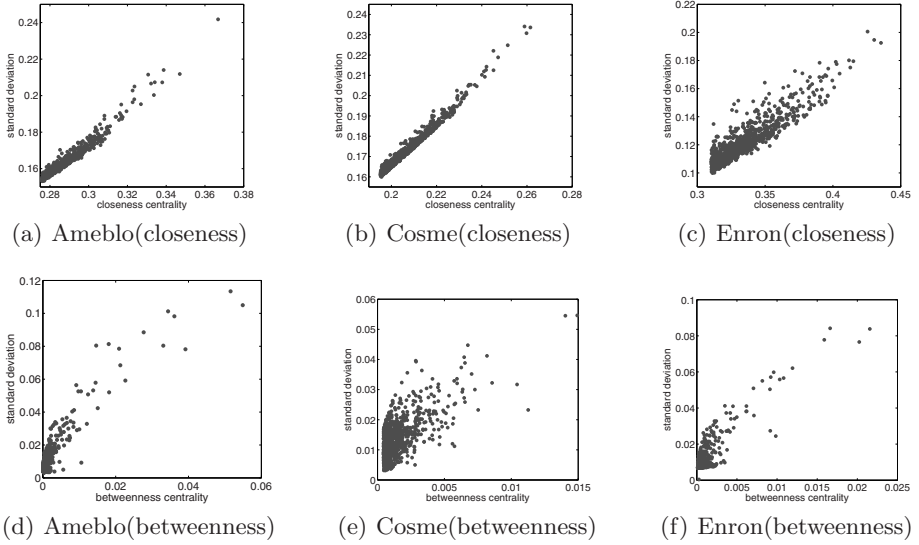 0.24
0.22
0.2
0.18
0.16
standard deviation
0.28 0.3 0.32 0.34 0.36 0.38
closeness centrality
(a) Ameblo(closeness)
0.24
0.23
0.22
0.21
0.2
0.19
0.18
0.17
0.16
standard deviation
0.2 0.22 0.24 0.26 0.28
closeness centrality
(b) Cosme(closeness)
0.2
0.18
0.16
0.14
0.12
0.1
standard deviation
0.3 0.35 0.4 0.45
closeness centrality
(c) Enron(closeness)
0.12
0.1
0.08
0.06
0.04
0.02
0
standard deviation
0 0.02 0.04 0.06
betweenness centrality
(d) Ameblo(betweenness)
0.06
0.05
0.04
0.03
0.02
0.01
0
standard deviation
0 0.005 0.01 0.015
betweenness centrality
(e) Cosme(betweenness)
0.1
0.08
0.06
0.04
0.02
0
standard deviation
0 0.005 0.01 0.015 0.02 0.025
betweenness centrality
(f) Enron(betweenness)